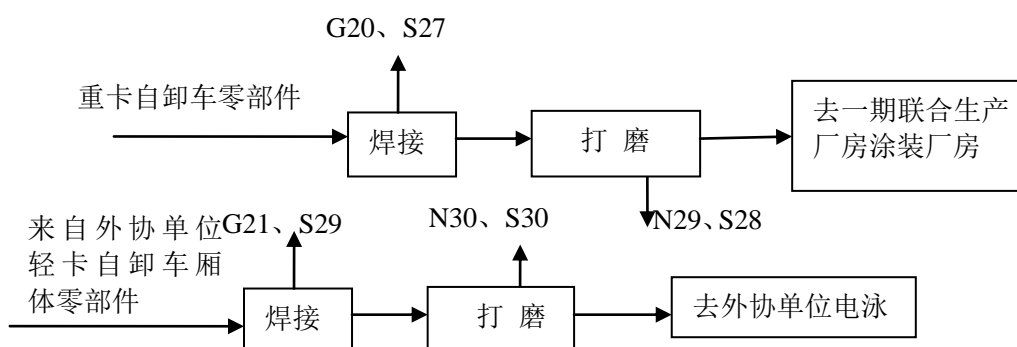 G20、S27
重卡自卸车零部件
焊接
打 磨
去一期联合生产
厂房涂装厂房
N29、S28
来自外协单位
轻卡自卸车厢
体零部件
G21、S29
N30、S30
焊接
打 磨
去外协单位电泳